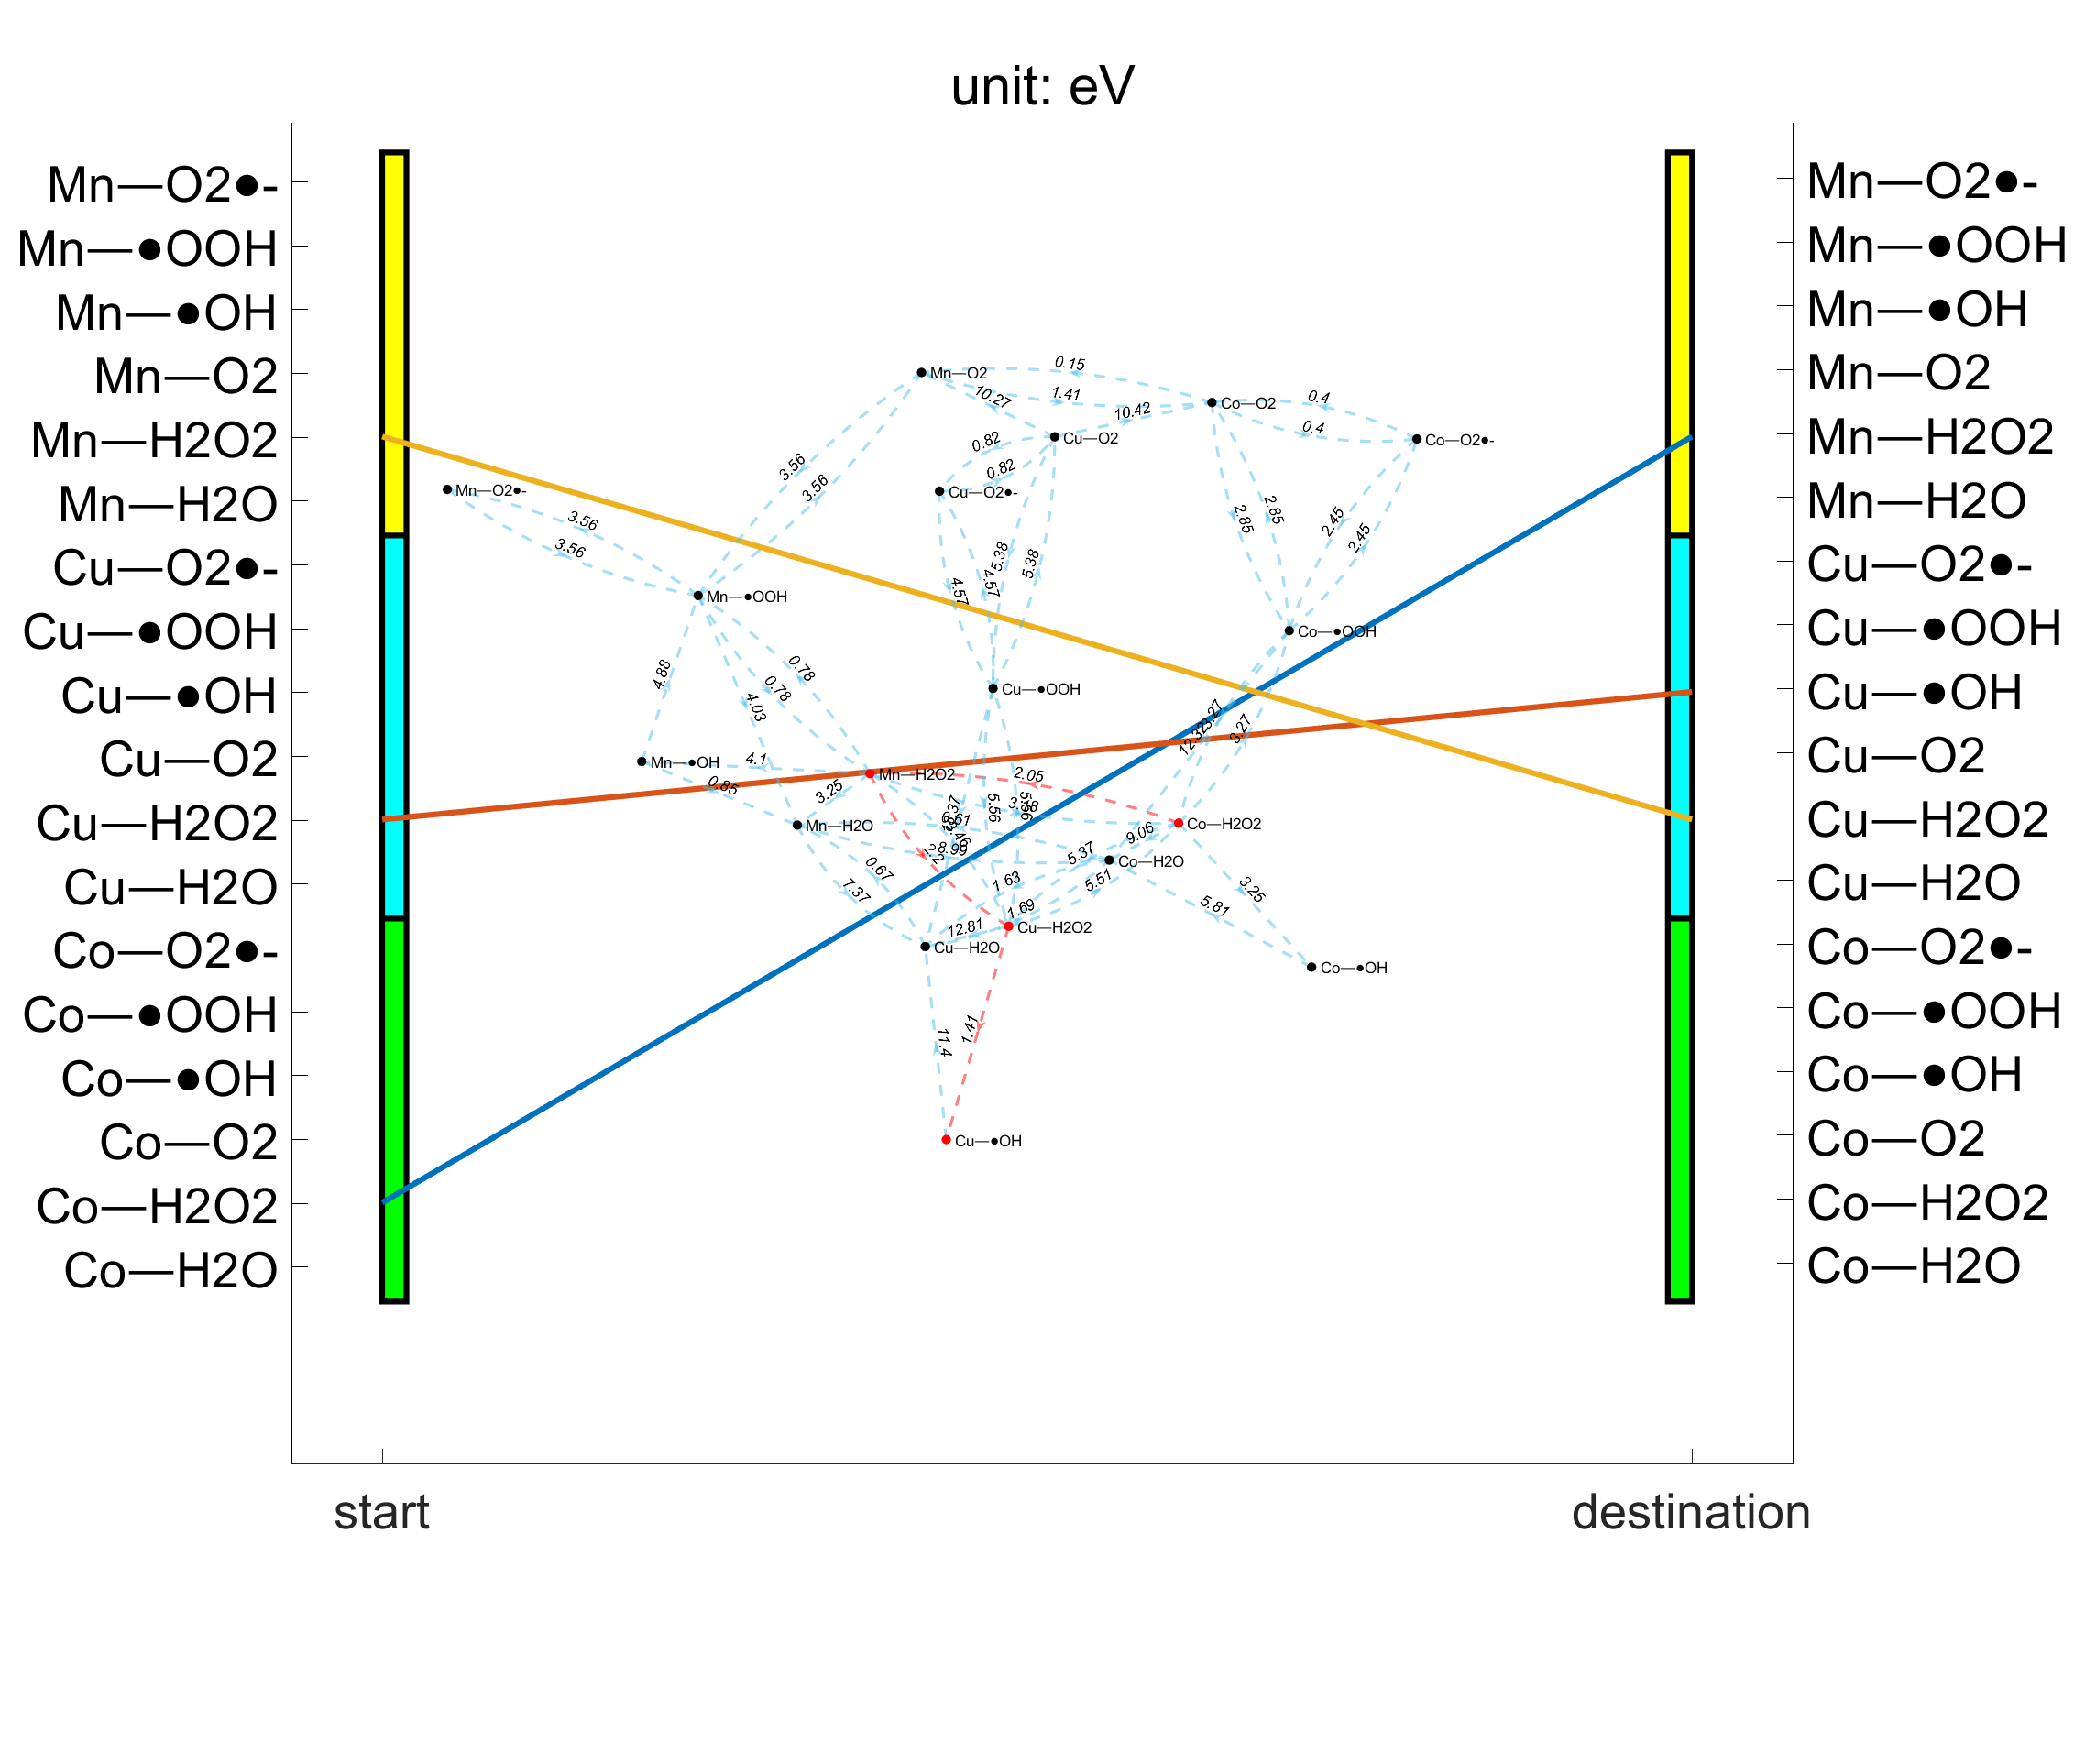 unit: eV
Mn—O2●-
Mn—●OOH
Mn—●OH
Mn—O2
Mn—H2O2
Mn—H2O
Cu—O2●-
Cu—●OOH
Cu—●OH
Cu—O2
Cu—H2O2
Cu—H2O
Co—O2●-
Co—●OOH
Co—●OH
Co—O2
Co—H2O2
Co—H2O
Mn—O2●-
Mn—●OOH
Mn—●OH
Mn—O2
Mn—H2O2
Mn—H2O
Cu—O2●-
Cu—●OOH
Cu—●OH
Cu—O2
Cu—H2O2
Cu—H2O
Co—O2●-
Co—●OOH
Co—●OH
Co—O2
Co—H2O2
Co—H2O
0.15
Mn—O2
10.27
1.41
10.42
Co—O2
0.4
0.4
Cu—O2
Co—O2●-
0.82
0.82
3.56
3.56
Mn—O2●-
Cu—O2●-
3.56
3.56
2.85
2.85
2.45
2.45
5.38
5.38
4.57
4.57
Mn—●OOH
Co—●OOH
4.88
0.78
0.78
4.03
Cu—●OOH
12.32
3.27
3.27
Mn—●OH
4.1
0.85
Mn—H2O2
2.05
3.25
5.56
Mn—H2O
Co—H2O2
9.06
5.37
Co—H2O
8.99
2.2
0.67
7.37
1.63
5.51
3.25
5.81
1.69
12.81
Cu—H2O2
Cu—H2O
Co—●OH
11.4
1.41
Cu—●OH
start
destination